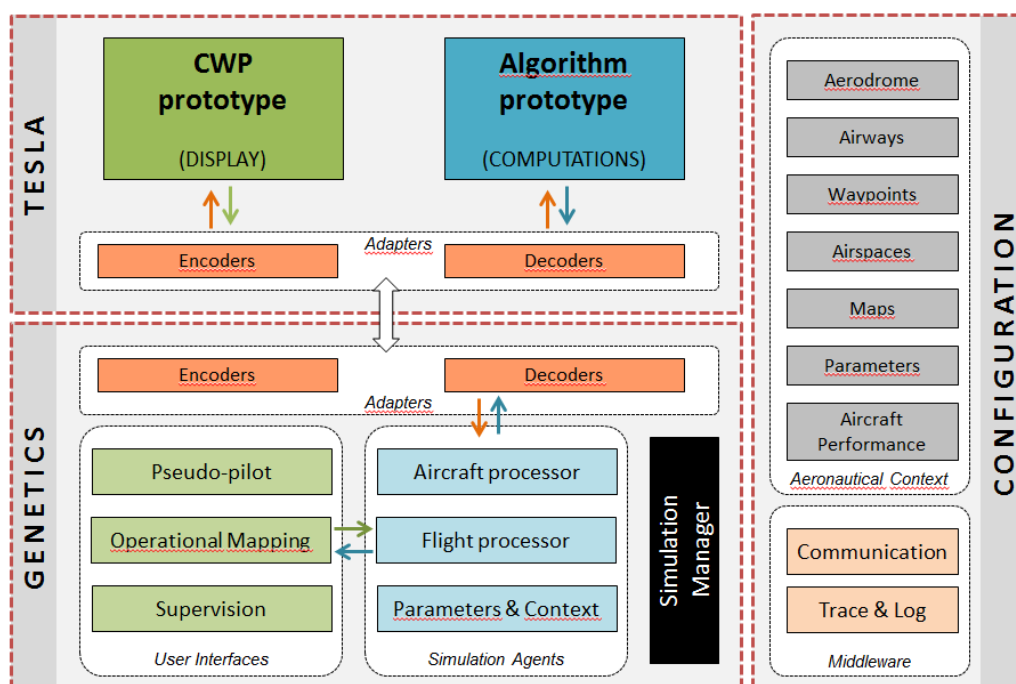 TESLA
CWP
prototype
(DISPLAY)
Algorithm
prototype
(COMPUTATIONS)
Adapters
Encoders
Decoders
GENETICS
Encoders
Decoders
Adapters
Pseudo-pilot
Operational Mapping
Supervision
User Interfaces
Aircraft processor
Flight processor
Parameters & Context
Simulation Agents
Simulation
Manager
CONFIGURATION
Aerodrome
Airways
Waypoints
Airspaces
Maps
Parameters
Aircraft
Performance
Aeronautical Context
Communication
Trace & Log
Middleware